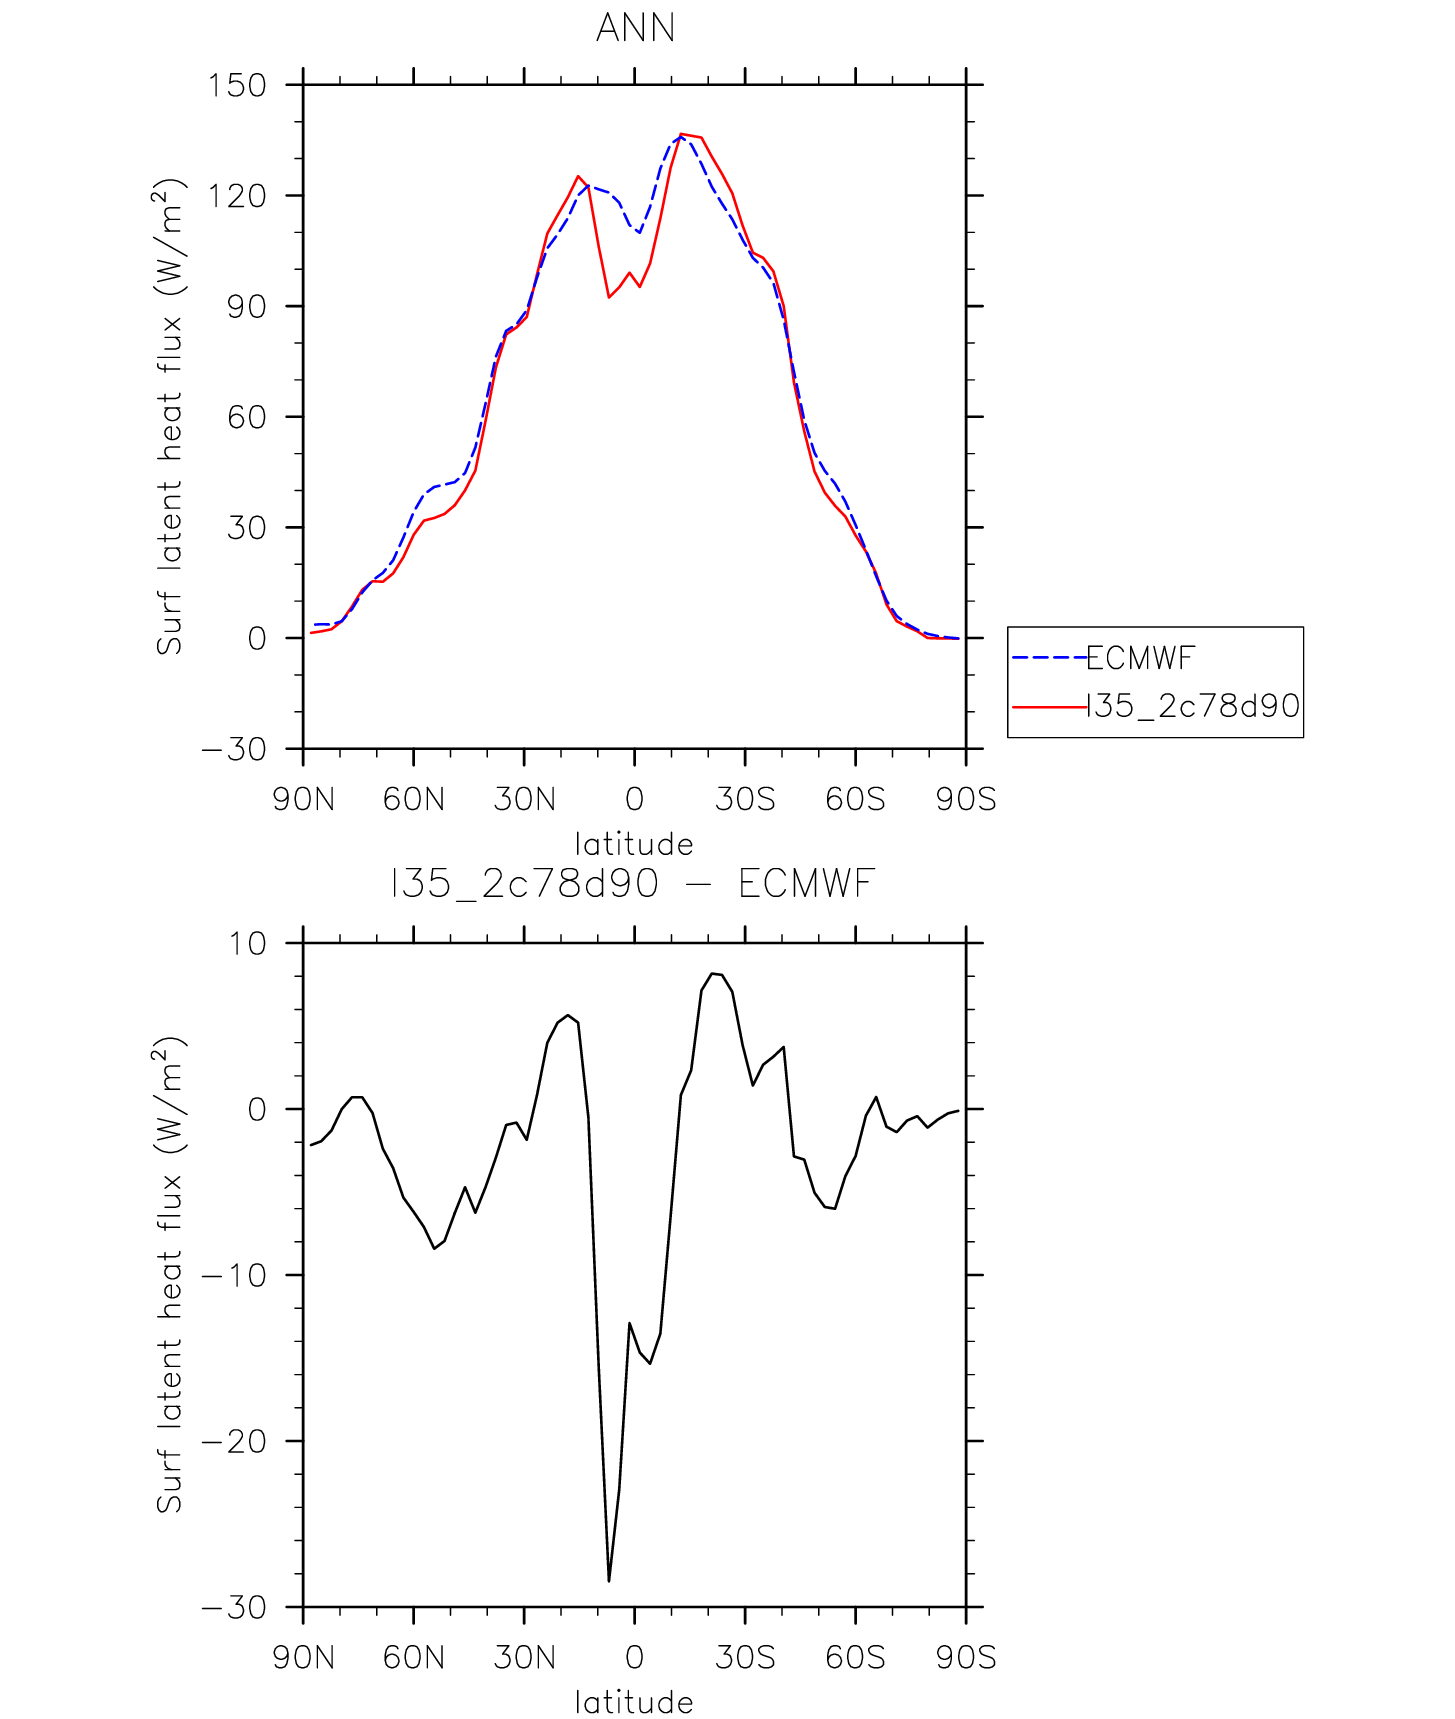 ANN
150
120
90
60
30
0
−30
Surf latent heat flux (W/m²)
90N 60N 30N 0 30S 60S 90S
latitude
ECMWF
I35_2c78d90
I35_2c78d90 − ECMWF
10
0
−10
−20
−30
Surf latent heat flux (W/m²)
90N 60N 30N 0 30S 60S 90S
latitude